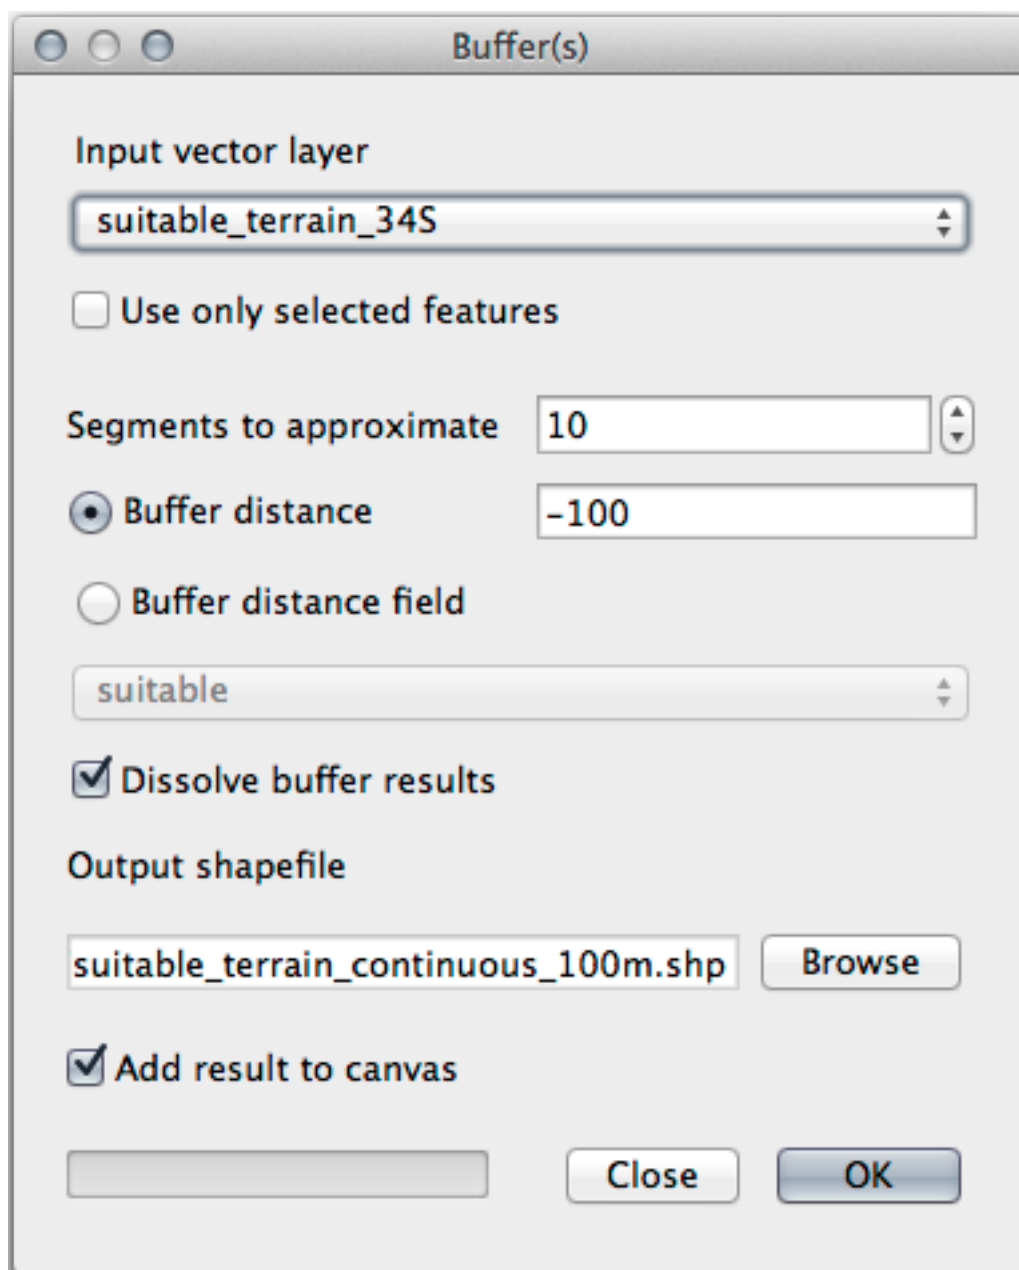 Buffer(s)
Input vector layer
suitable_terrain_34S
Use only selected features
Segments to approximate 10
Buffer distance -100
Buffer distance field
suitable
Dissolve buffer results
Output shapefile
suitable_terrain_continuous_100m.shp Browse
Add result to canvas
Close OK